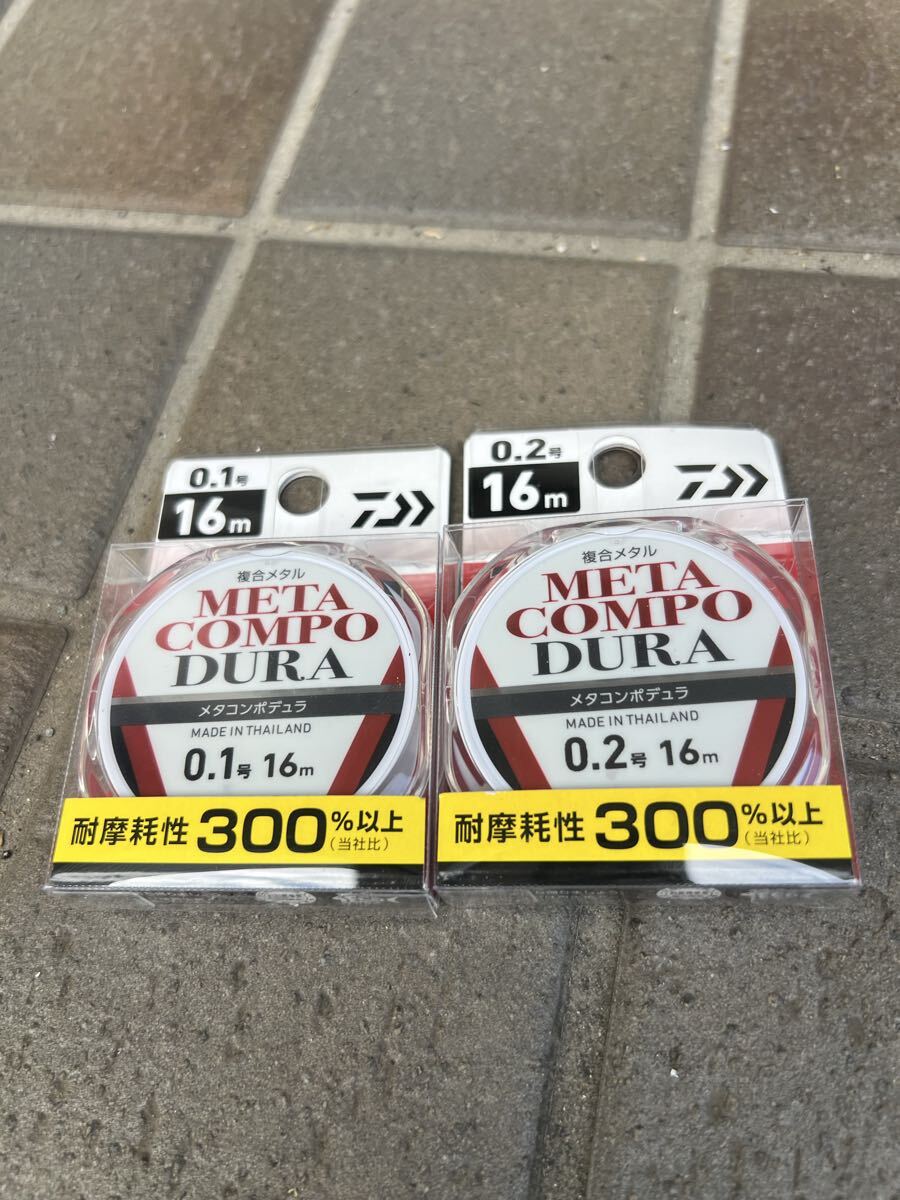 0.1号
16m
複合メタル
META
COMPO
DURA
メタコンポデュラ
MADE IN THAILAND
0.1号 16m
耐摩耗性 300%以上
(当社比)
0.2号
16m
複合メタル
META
COMPO
DURA
メタコンポデュラ
MADE IN THAILAND
0.2号 16m
耐摩耗性 300%以上
(当社比)